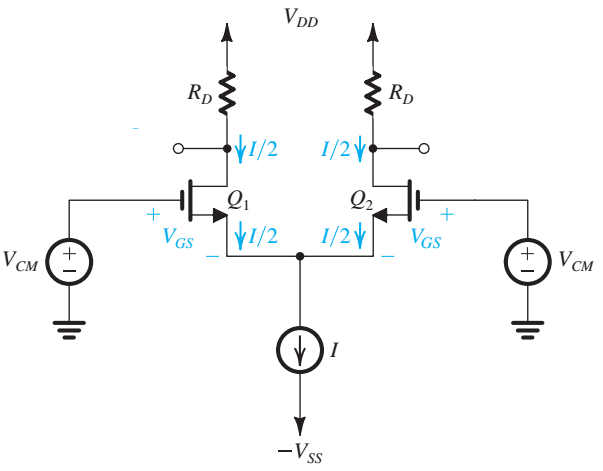 V_DD
R_D R_D
I/2 I/2
Q_1 Q_2
+ V_GS − V_GS + −
I/2 I/2
V_CM + − + − V_CM
I
−V_SS